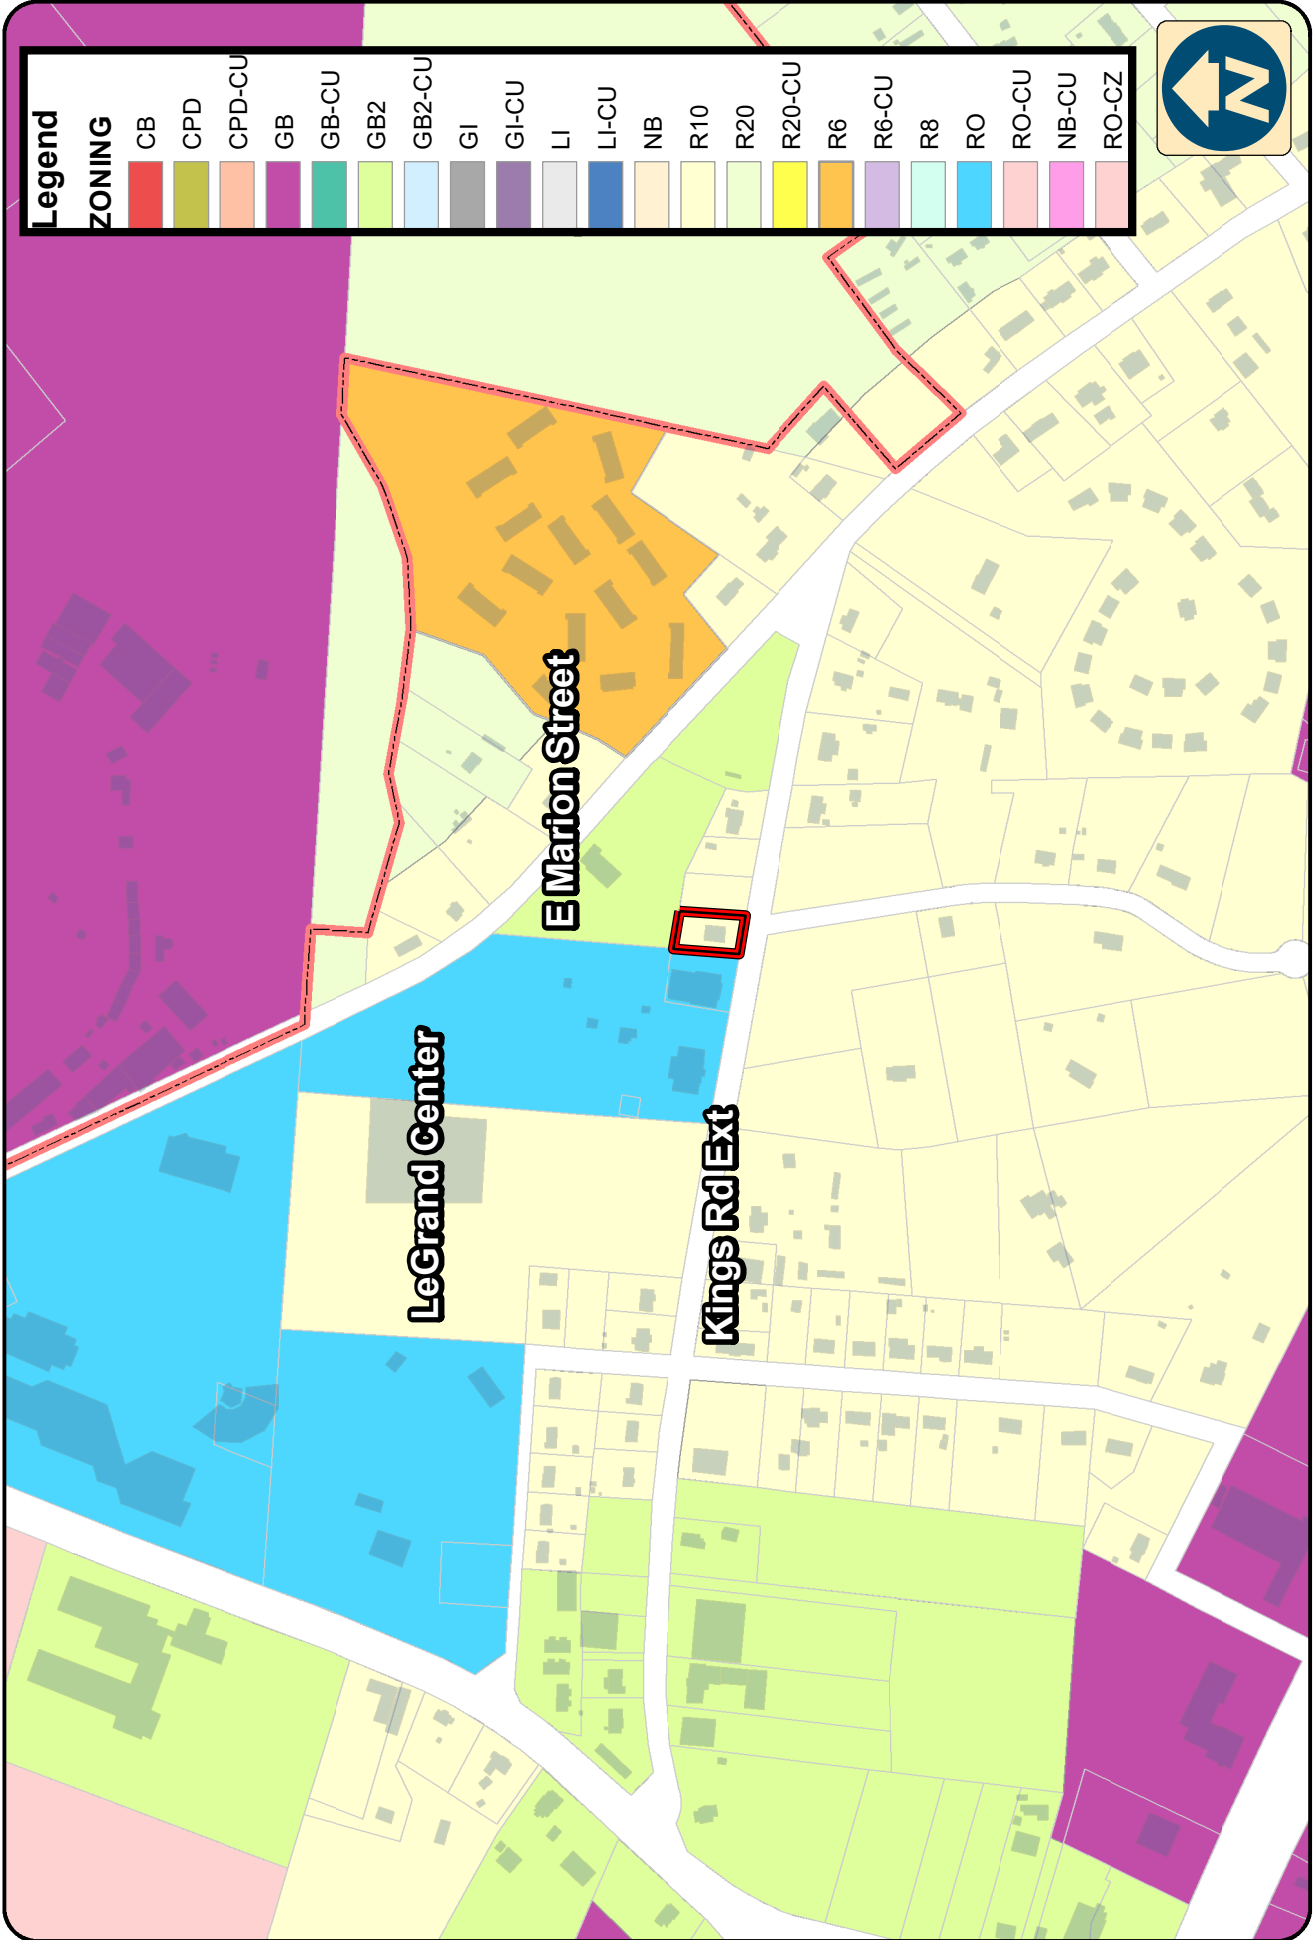 Legend
ZONING
CB
CPD
CPD-CU
GB
GB-CU
GB2
GB2-CU
GI
GI-CU
LI
LI-CU
NB
R10
R20
R20-CU
R6
R6-CU
R8
RO
RO-CU
NB-CU
RO-CZ
N
E Marion Street
LeGrand Center
Kings Rd Ext